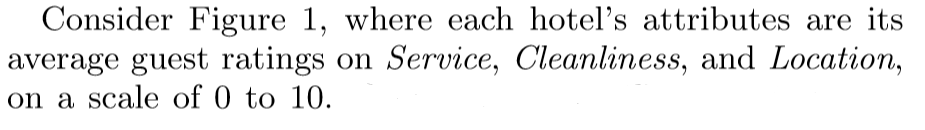 Consider Figure 1, where each hotel's attributes are its
average guest ratings on Service, Cleanliness, and Location,
on a scale of 0 to 10.